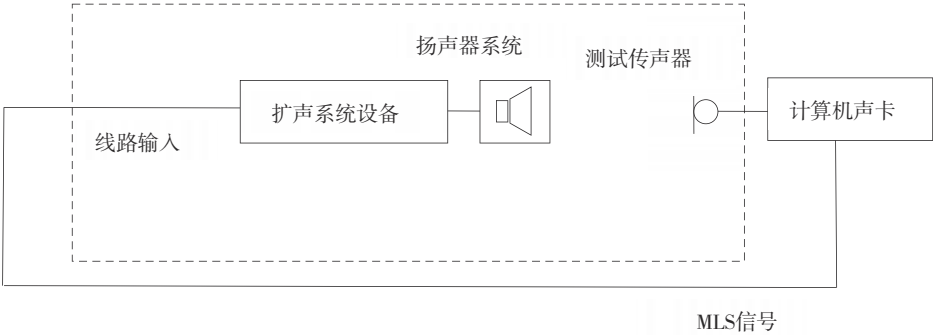 扬声器系统
测试传声器
扩声系统设备
计算机声卡
线路输入
MLS信号